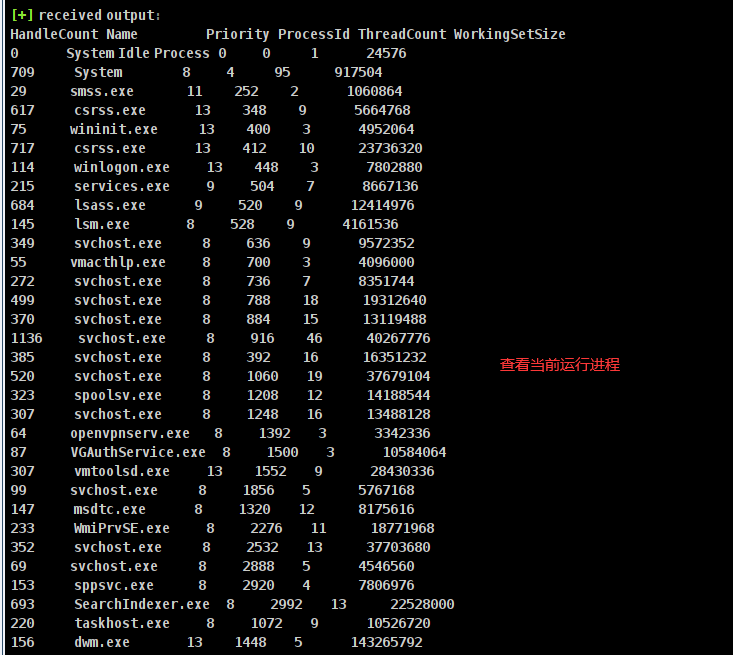 [+] received output:
HandleCount Name Priority ProcessId ThreadCount WorkingSetSize
0 System Idle Process 0 0 1 24576
709 System 8 4 95 917504
29 smss.exe 11 252 2 1060864
617 csrss.exe 13 348 9 5664768
75 wininit.exe 13 400 3 4952064
717 csrss.exe 13 412 10 23736320
114 winlogon.exe 13 448 3 7802880
215 services.exe 9 504 7 8667136
684 lsass.exe 9 520 9 12414976
145 lsm.exe 8 528 9 4161536
349 svchost.exe 8 636 9 9572352
55 vmacthlp.exe 8 700 3 4096000
272 svchost.exe 8 736 7 8351744
499 svchost.exe 8 788 18 19312640
370 svchost.exe 8 884 15 13119488
1136 svchost.exe 8 916 46 40267776
385 svchost.exe 8 392 16 16351232
查看当前运行进程
520 svchost.exe 8 1060 19 37679104
323 spoolsv.exe 8 1208 12 14188544
307 svchost.exe 8 1248 16 13488128
64 openvpnserv.exe 8 1392 3 3342336
87 VGAuthService.exe 8 1500 3 10584064
307 vmtoolsd.exe 13 1552 9 28430336
99 svchost.exe 8 1856 5 5767168
147 msdtc.exe 8 1320 12 8175616
233 WmiPrvSE.exe 8 2276 11 18771968
352 svchost.exe 8 2532 13 37703680
69 svchost.exe 8 2888 5 4546560
153 sppsvc.exe 8 2920 4 7806976
693 SearchIndexer.exe 8 2992 13 22528000
220 taskhost.exe 8 1072 9 10526720
156 dwm.exe 13 1448 5 143265792